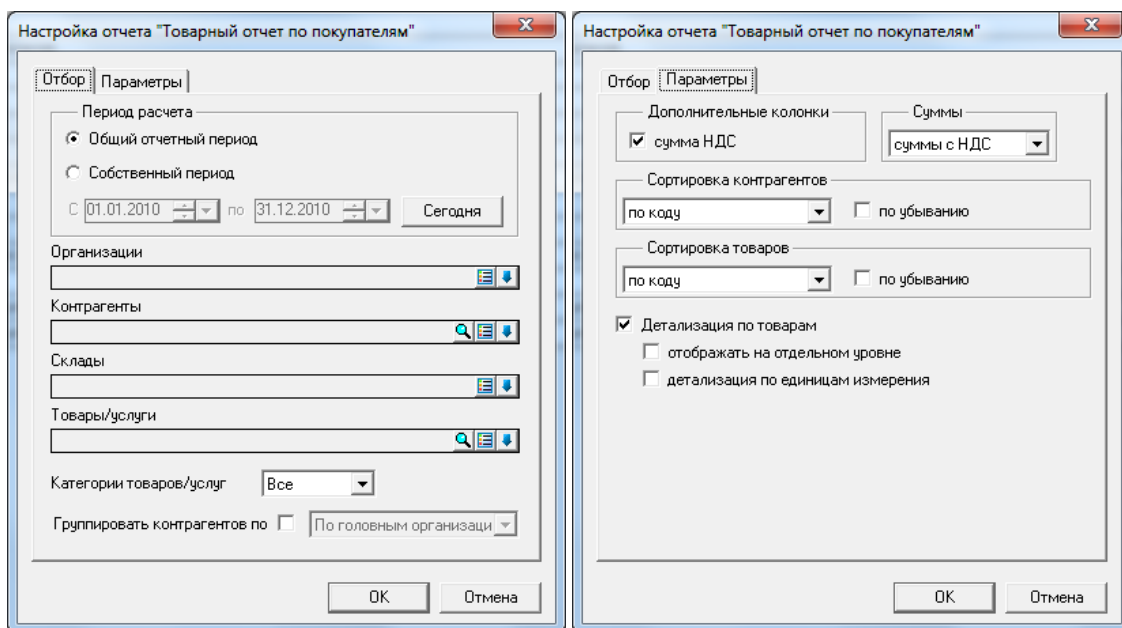 Настройка отчета "Товарный отчет по покупателям"
Отбор Параметры
Период расчета
Общий отчетный период
Собственный период
С 01.01.2010 по 31.12.2010 Сегодня
Организации
Контрагенты
Склады
Товары/услуги
Категории товаров/услуг Все
Группировать контрагентов по По головным организаци
OK Отмена
Настройка отчета "Товарный отчет по покупателям"
Отбор Параметры
Дополнительные колонки Суммы
сумма НДС суммы с НДС
Сортировка контрагентов
по коду по убыванию
Сортировка товаров
по коду по убыванию
Детализация по товарам
отображать на отдельном уровне
детализация по единицам измерения
OK Отмена